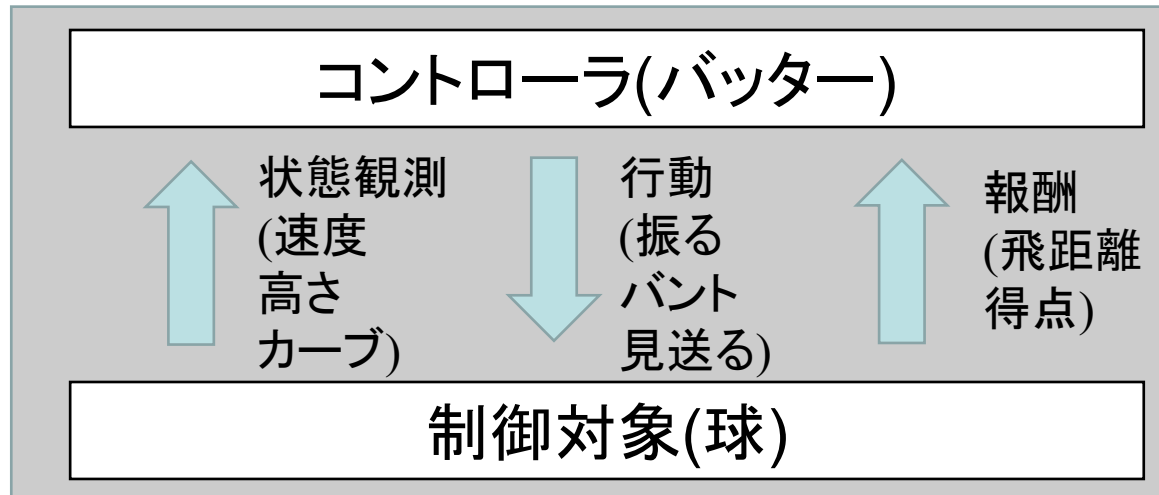 コントローラ(バッター)
状態観測
(速度
高さ
カーブ)
行動
(振る
バント
見送る)
報酬
(飛距離
得点)
制御対象(球)